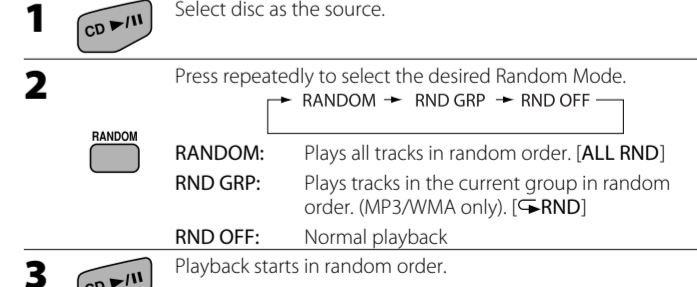 1 CD ►/II Select disc as the source.
2 Press repeatedly to select the desired Random Mode.
RANDOM RND GRP RND OFF
RANDOM
RANDOM: Plays all tracks in random order. [ALL RND]
RND GRP: Plays tracks in the current group in random
order. (MP3/WMA only). [RND]
RND OFF: Normal playback
3 CD ►/II Playback starts in random order.